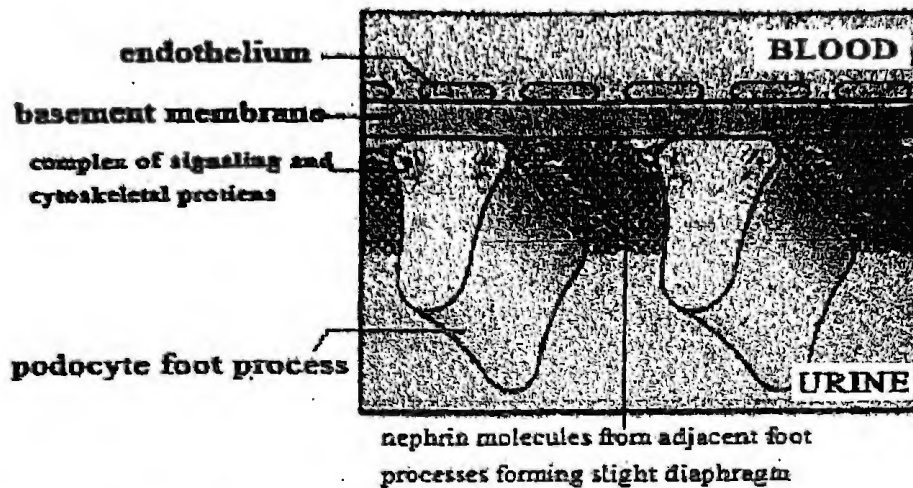 endothelium
BLOOD
basement membrane
complex of signaling and
cytoskeletal protiens
podocyte foot process
URINE
nephrin molecules from adjacent foot
processes forming slight diaphragm